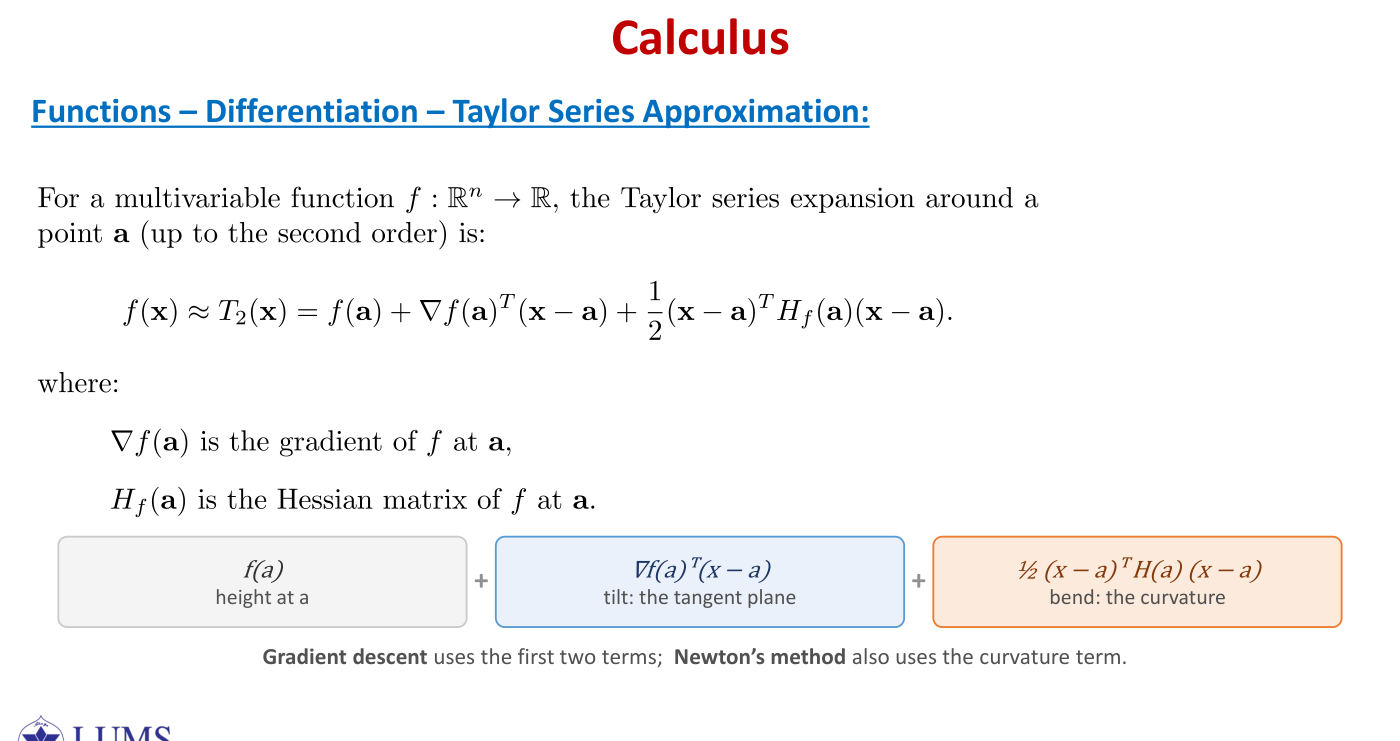 Calculus
Functions – Differentiation – Taylor Series Approximation:
For a multivariable function f : ℝⁿ → ℝ, the Taylor series expansion around a
point a (up to the second order) is:
f(x) ≈ T₂(x) = f(a) + ∇f(a)ᵀ(x − a) + 1/2 (x − a)ᵀ H_f(a)(x − a).
where:
∇f(a) is the gradient of f at a,
H_f(a) is the Hessian matrix of f at a.
f(a)
height at a
+
∇f(a)ᵀ(x − a)
tilt: the tangent plane
+
½ (x − a)ᵀ H(a) (x − a)
bend: the curvature
Gradient descent uses the first two terms; Newton’s method also uses the curvature term.
LUMS